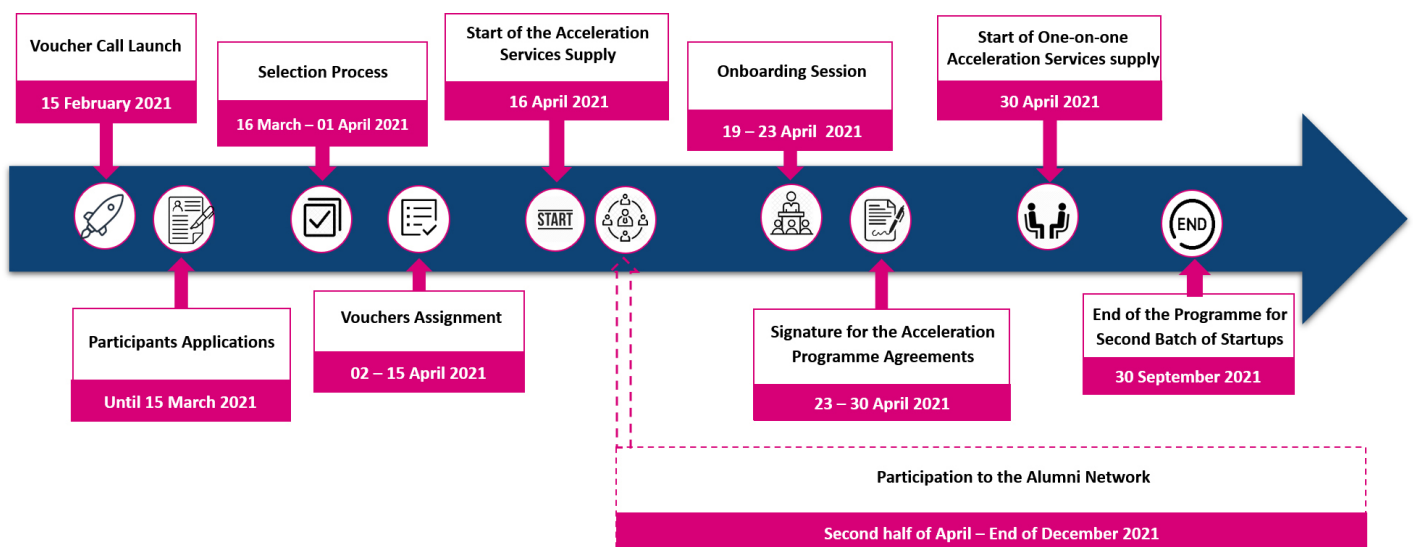 Voucher Call Launch
15 February 2021
Selection Process
16 March – 01 April 2021
Start of the Acceleration
Services Supply
16 April 2021
Onboarding Session
19 – 23 April  2021
Start of One-on-one
Acceleration Services supply
30 April 2021
START
END
Participants Applications
Until 15 March 2021
Vouchers Assignment
02 – 15 April 2021
Signature for the Acceleration
Programme Agreements
23 – 30 April 2021
End of the Programme for
Second Batch of Startups
30 September 2021
Participation to the Alumni Network
Second half of April – End of December 2021